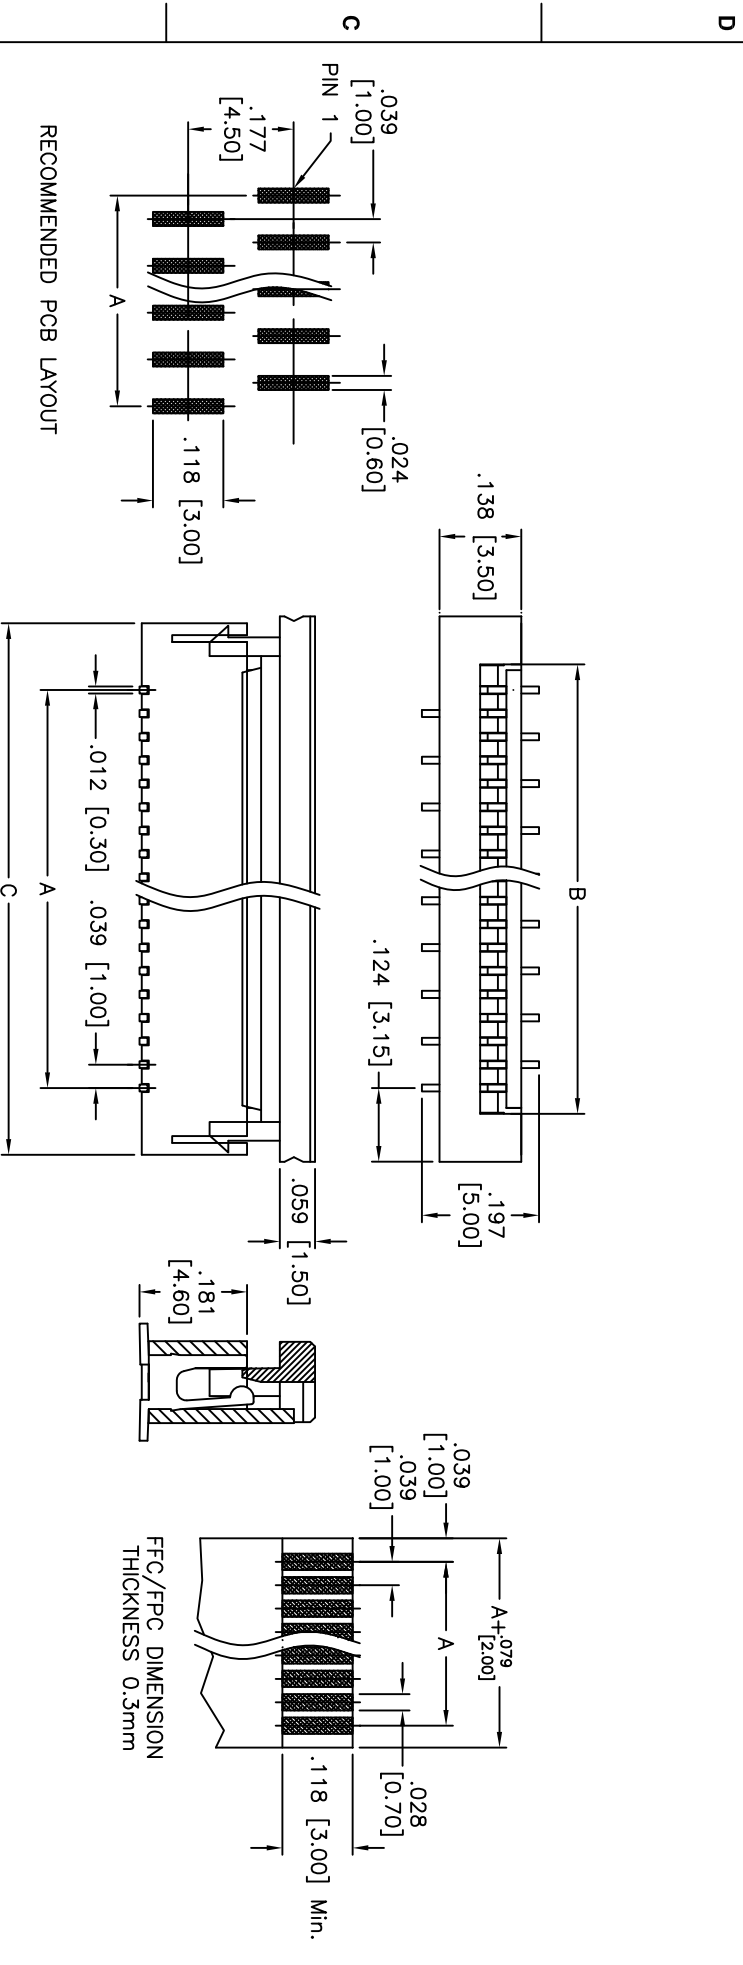 D
C
.039
[1.00]
PIN 1
.177
[4.50]
A
.024
[0.60]
.118 [3.00]
RECOMMENDED PCB LAYOUT
.138 [3.50]
B
.124 [3.15]
.197
[5.00]
.012 [0.30]
.039 [1.00]
A
C
.059 [1.50]
.181
[4.60]
.039
[1.00]
.039
[1.00]
A+.079
[2.00]
A
.028
[0.70]
.118 [3.00] Min.
FFC/FPC DIMENSION
THICKNESS 0.3mm